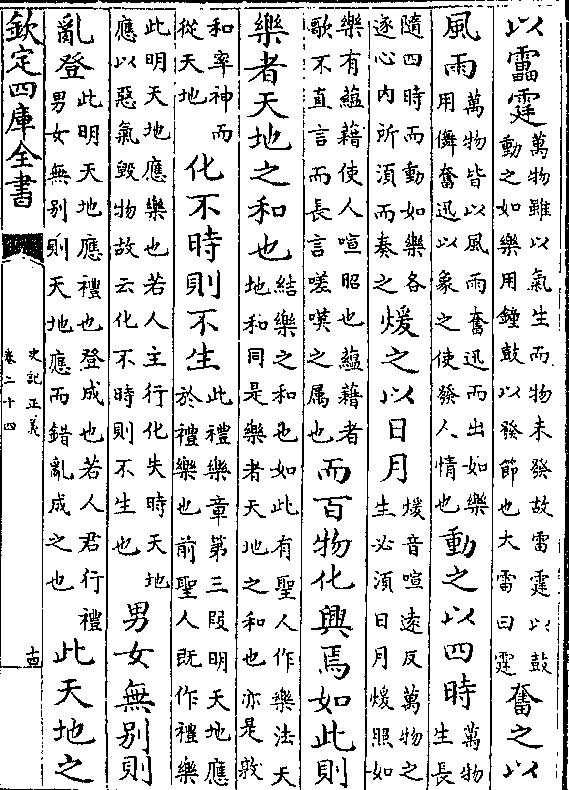 以靁霆萬物雖以氣生而物未發故雷霆以鼓動之如樂用鍾鼓以發節也大雷曰霆奮之以
風雨萬物皆以風雨奮迅而出如樂用儛奮迅以象之使發人情也動之以四時萬物生長
隨四時而動如樂各逐心内所須而奏之煖之以日月煖音喧逺反萬物之生必須日月煖照如
樂有蘊藉使人喧昭也蘊藉者歌不直言而長言嗟嘆之屬也而百物化興焉如此則
樂者天地之和也結樂之和也如此有聖人作樂法天地和同是樂者天地之和也亦是敦
和率神而從天地化不時則不生此禮樂章第三叚明天地應於禮樂也前聖人既作禮樂
此明天地應樂也若人主行化失時天地應以惡氣毀物故云化不時則不生也男女無别則
亂登此明天地應禮也登成也若人君行禮男女無别則天地應而錯亂成之也此天地之
欽定四庫全書
史記正義
卷二十四
十四